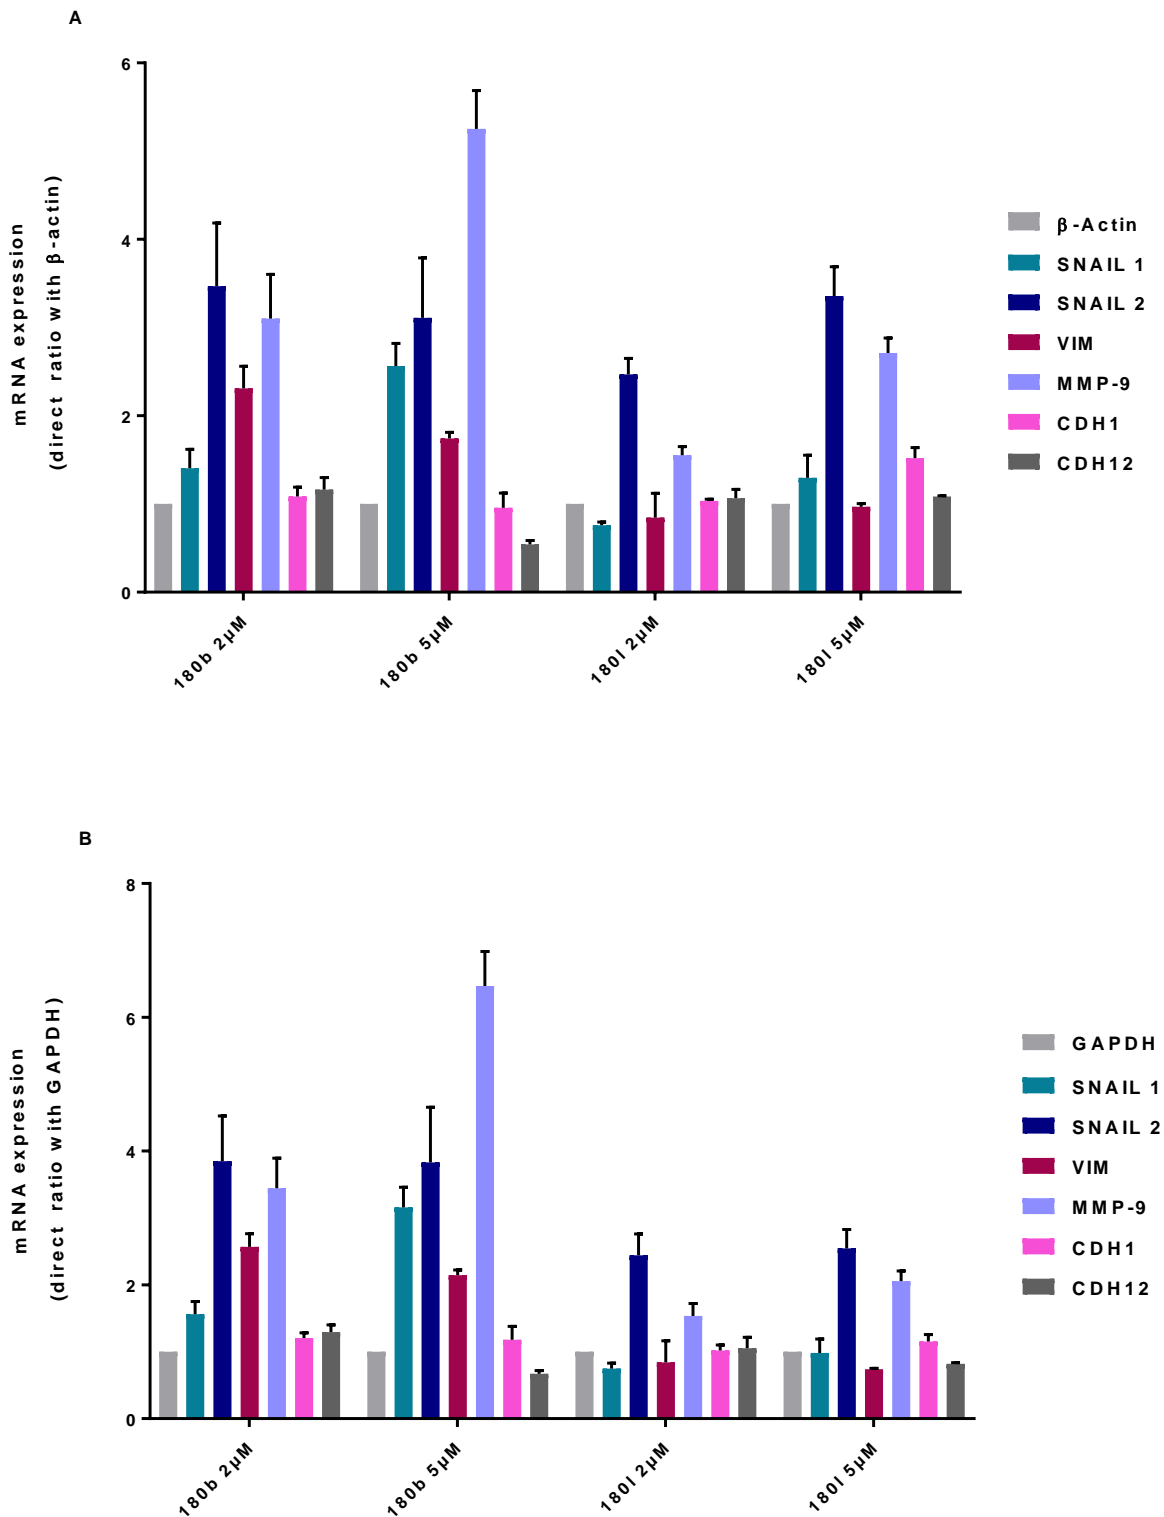 A
6
4
2
0
mRNA expression
(direct ratio with β-actin)
180b 2µM
180b 5µM
180l 2µM
180l 5µM
β-Actin
SNAIL 1
SNAIL 2
VIM
MMP-9
CDH1
CDH12
B
8
6
4
2
0
mRNA expression
(direct ratio with GAPDH)
180b 2µM
180b 5µM
180l 2µM
180l 5µM
GAPDH
SNAIL 1
SNAIL 2
VIM
MMP-9
CDH1
CDH12